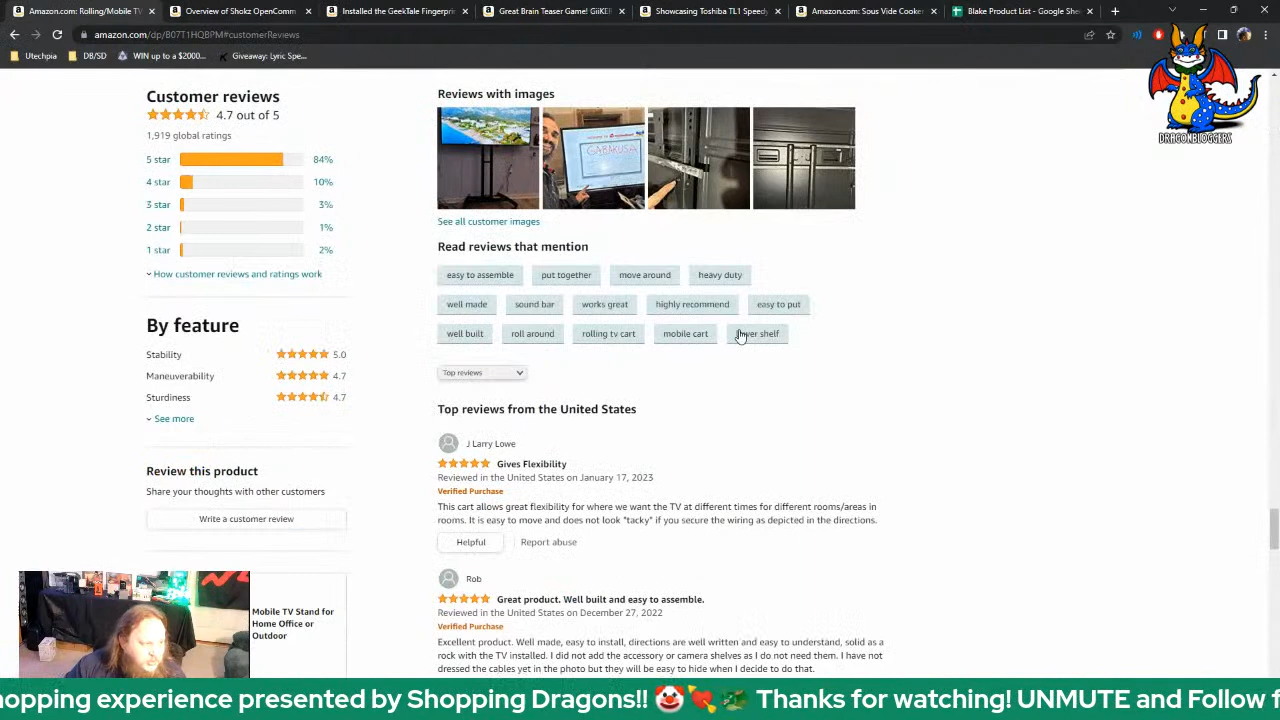 Amazon.com: Rolling/Mobile TV
Overview of Shokz OpenComm
Installed the GeekTale Fingerpri
Great Brain Teaser Game! GiiKER
Showcasing Toshiba TL1 Speedy
Amazon.com: Sous Vide Cooker
Blake Product List - Google She
amazon.com/dp/B07T1HQBPM#customerReviews
Utechpia
DB/SD
WIN up to a $2000...
Giveaway: Lyric Spe...
DRAGONBLOGGERS
Customer reviews
4.7 out of 5
1,919 global ratings
5 star 84%
4 star 10%
3 star 3%
2 star 1%
1 star 2%
How customer reviews and ratings work
By feature
Stability 5.0
Maneuverability 4.7
Sturdiness 4.7
See more
Review this product
Share your thoughts with other customers
Write a customer review
Mobile TV Stand for
Home Office or
Outdoor
Reviews with images
GABAKUSA
See all customer images
Read reviews that mention
easy to assemble put together move around heavy duty
well made sound bar works great highly recommend easy to put
well built roll around rolling tv cart mobile cart shelf
Top reviews
Top reviews from the United States
J Larry Lowe
Gives Flexibility
Reviewed in the United States on January 17, 2023
Verified Purchase
This cart allows great flexibility for where we want the TV at different times for different rooms/areas in
rooms. It is easy to move and does not look "tacky" if you secure the wiring as depicted in the directions.
Helpful Report abuse
Rob
Great product. Well built and easy to assemble.
Reviewed in the United States on December 27, 2022
Verified Purchase
Excellent product. Well made, easy to install, directions are well written and easy to understand, solid as a
rock with the TV installed. I did not add the accessory or camera shelves as I do not need them. I have not
dressed the cables yet in the photo but they will be easy to hide when I decide to do that.
hopping experience presented by Shopping Dragons!! 🤡💘🐲 Thanks for watching! UNMUTE and Follow f